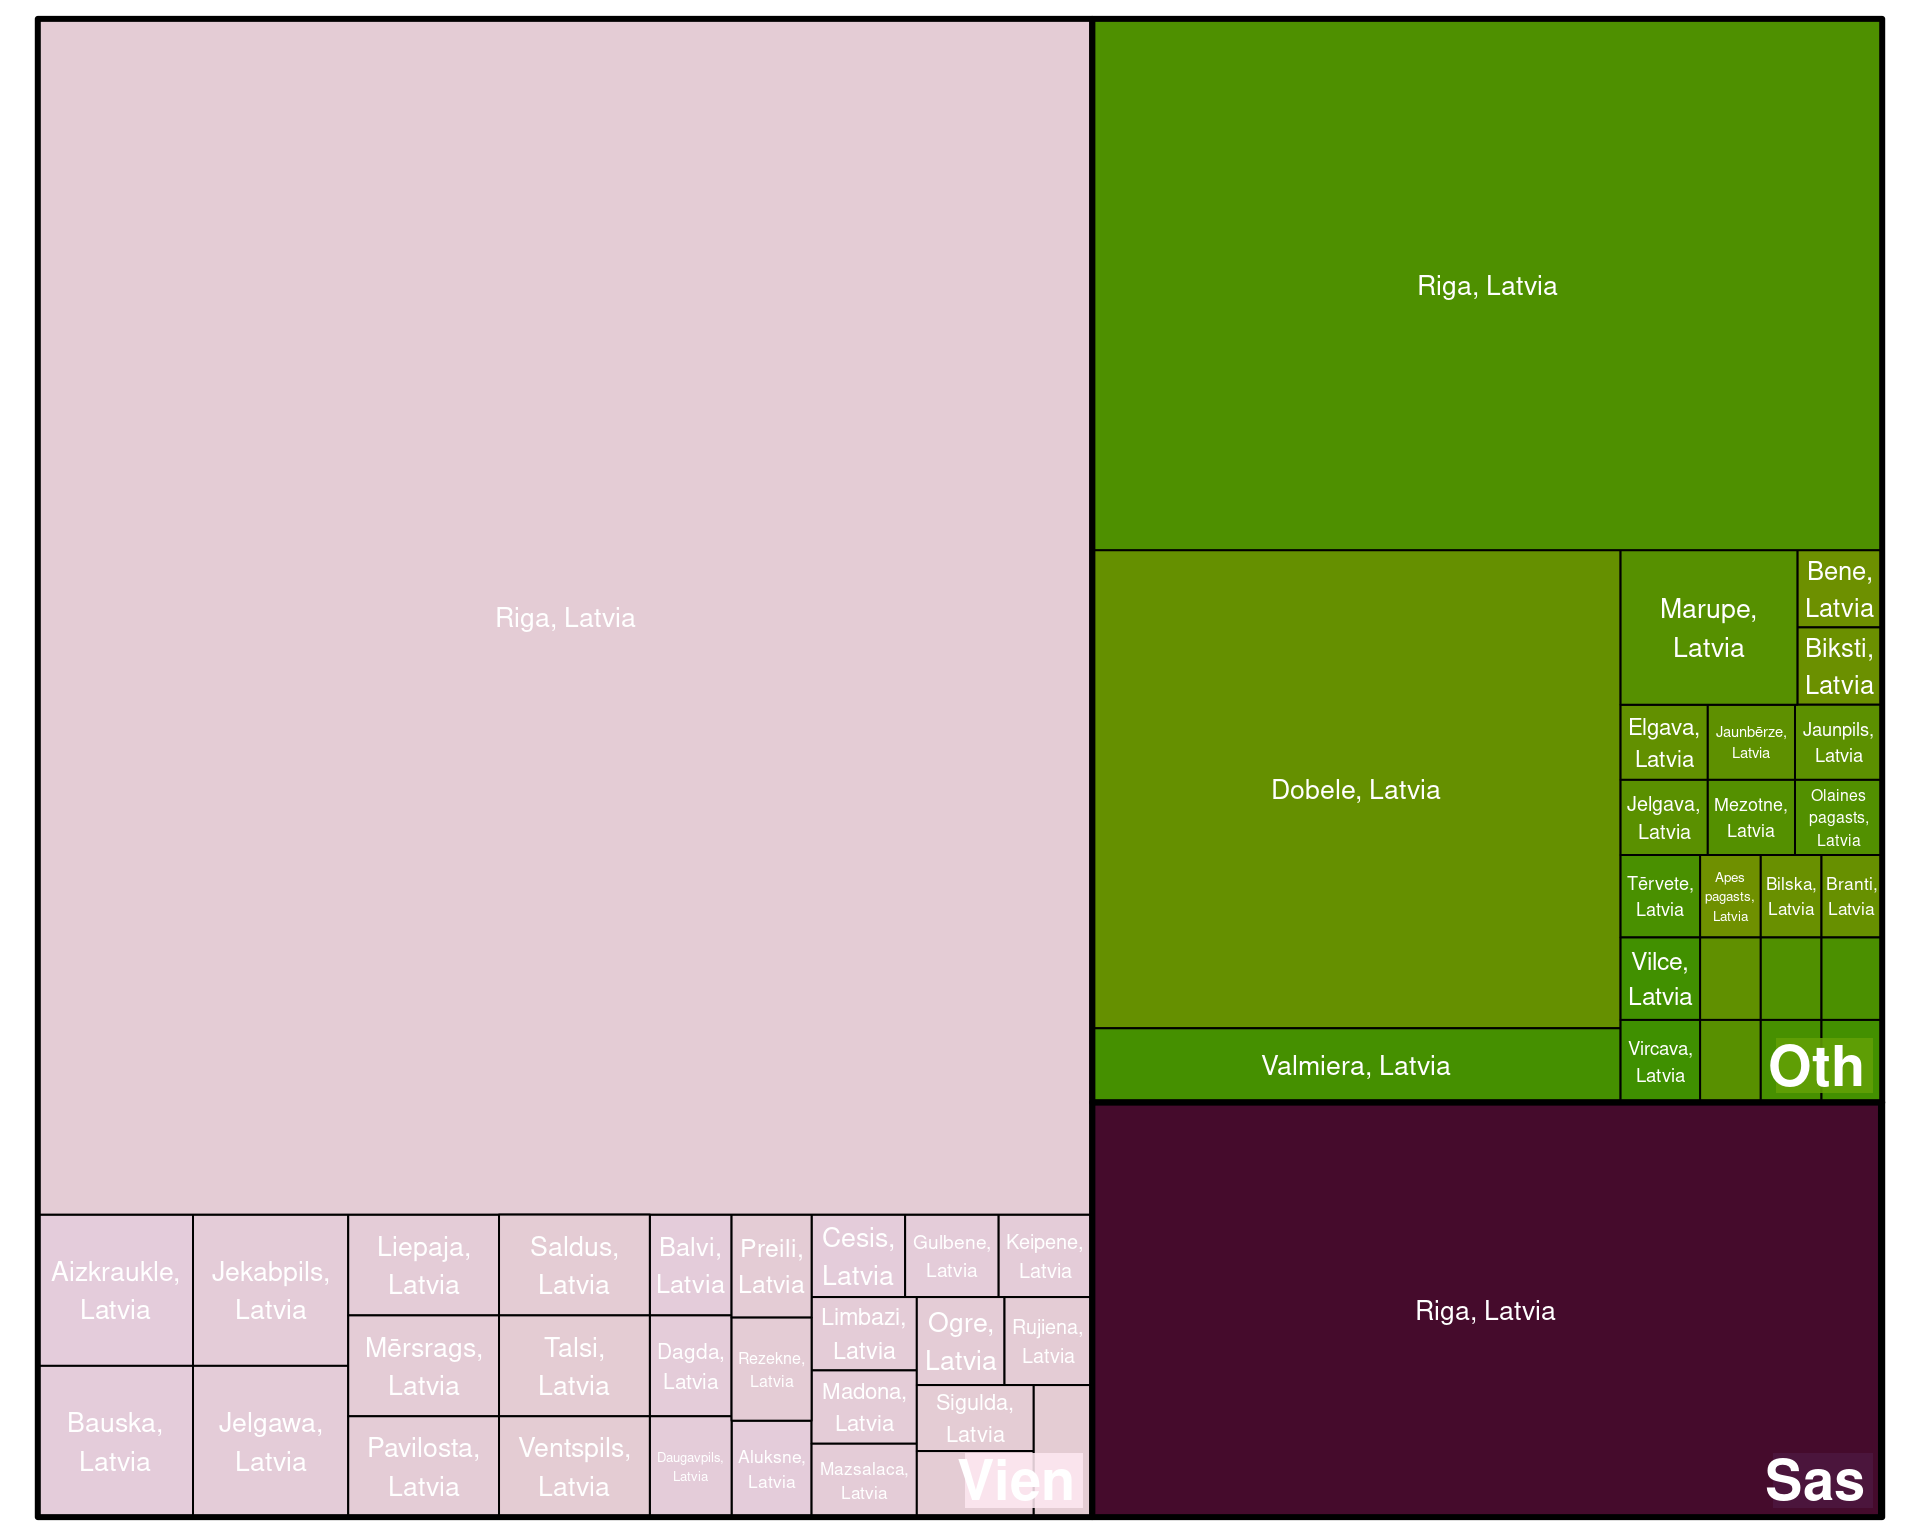 Riga, Latvia
Aizkraukle,
Latvia
Jekabpils,
Latvia
Bauska,
Latvia
Jelgawa,
Latvia
Liepaja,
Latvia
Saldus,
Latvia
Mērsrags,
Latvia
Talsi,
Latvia
Pavilosta,
Latvia
Ventspils,
Latvia
Balvi,
Latvia
Preili,
Latvia
Dagda,
Latvia
Rezekne,
Latvia
Daugavpils,
Latvia
Aluksne,
Latvia
Cesis,
Latvia
Gulbene,
Latvia
Keipene,
Latvia
Limbazi,
Latvia
Ogre,
Latvia
Rujiena,
Latvia
Madona,
Latvia
Sigulda,
Latvia
Mazsalaca,
Latvia
Vien
Riga, Latvia
Dobele, Latvia
Valmiera, Latvia
Marupe,
Latvia
Bene,
Latvia
Biksti,
Latvia
Elgava,
Latvia
Jaunbērze,
Latvia
Jaunpils,
Latvia
Jelgava,
Latvia
Mezotne,
Latvia
Olaines
pagasts,
Latvia
Tērvete,
Latvia
Apes
pagasts,
Latvia
Bilska,
Latvia
Branti,
Latvia
Vilce,
Latvia
Vircava,
Latvia
Oth
Riga, Latvia
Sas